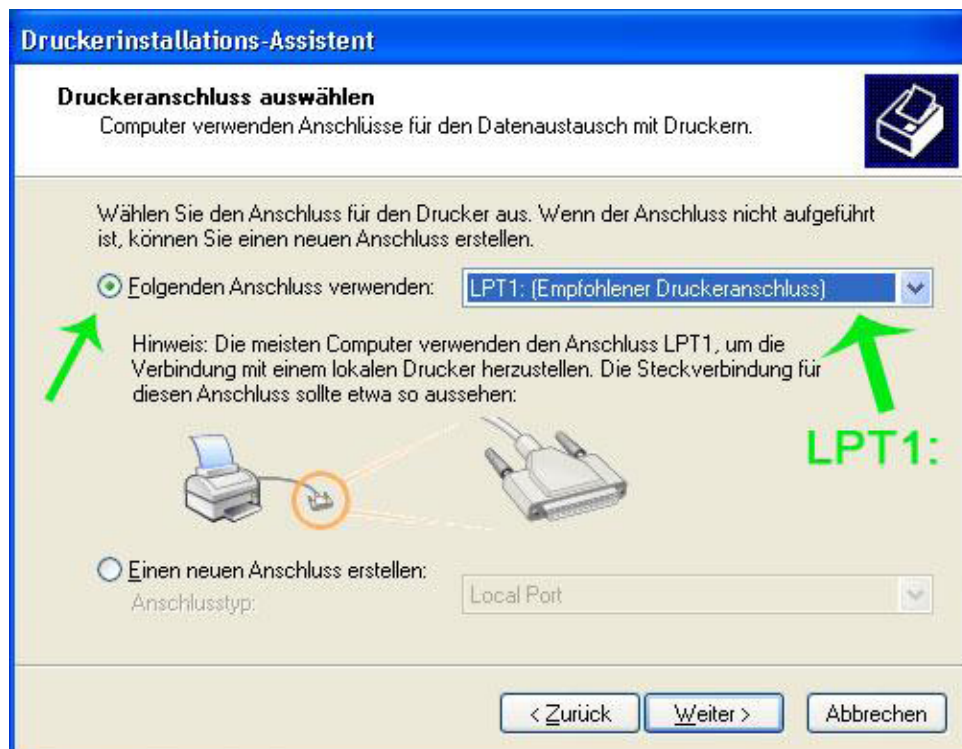 Druckerinstallations-Assistent
Druckeranschluss auswählen
Computer verwenden Anschlüsse für den Datenaustausch mit Druckern.
Wählen Sie den Anschluss für den Drucker aus. Wenn der Anschluss nicht aufgeführt
ist, können Sie einen neuen Anschluss erstellen.
Folgenden Anschluss verwenden: LPT1: (Empfohlener Druckeranschluss)
Hinweis: Die meisten Computer verwenden den Anschluss LPT1, um die
Verbindung mit einem lokalen Drucker herzustellen. Die Steckverbindung für
diesen Anschluss sollte etwa so aussehen:
LPT1:
Einen neuen Anschluss erstellen:
Anschlusstyp: Local Port
< Zurück Weiter > Abbrechen